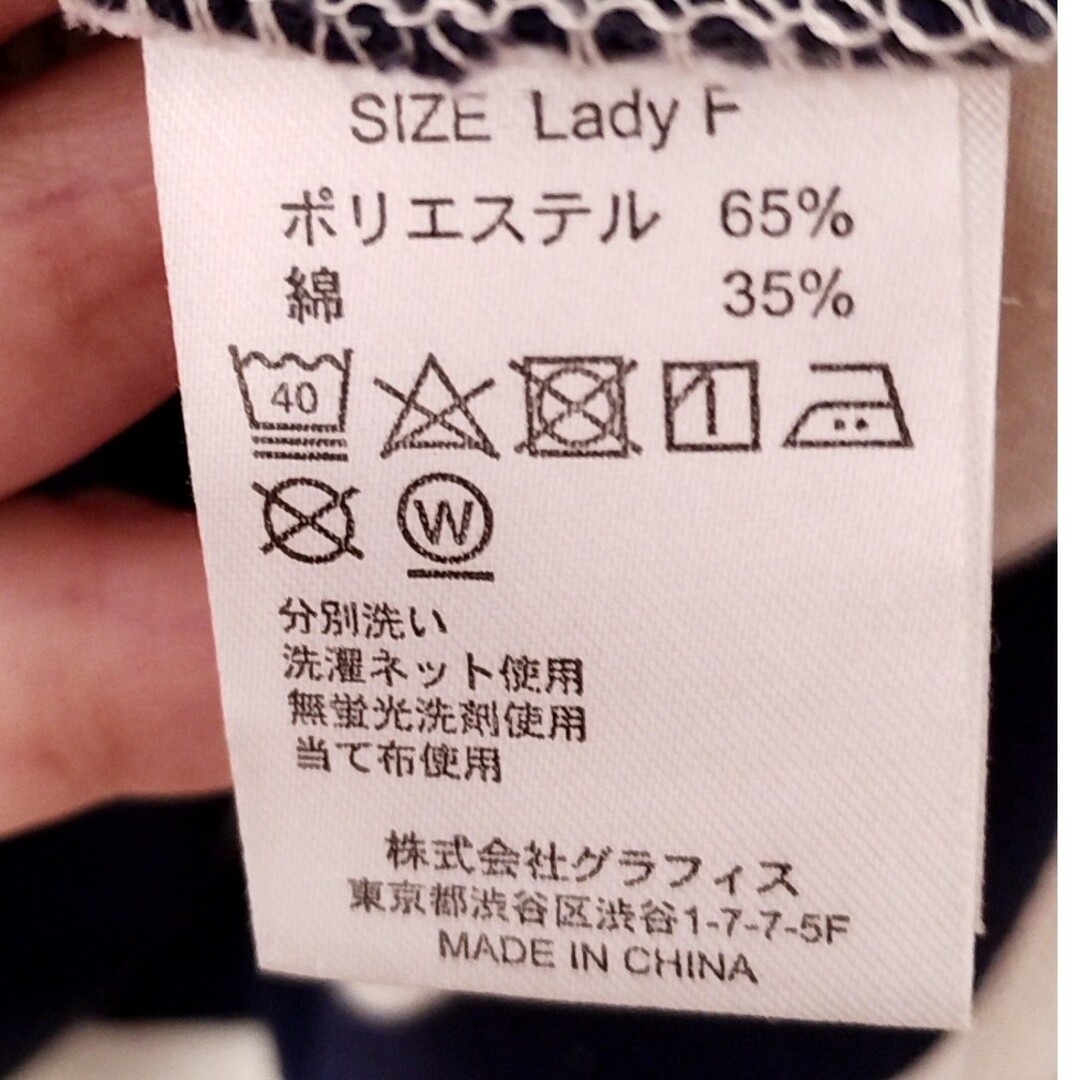 SIZE Lady F
ポリエステル 65%
綿 35%
40
W
分別洗い
洗濯ネット使用
無蛍光洗剤使用
当て布使用
株式会社グラフィス
東京都渋谷区渋谷1-7-7-5F
MADE IN CHINA